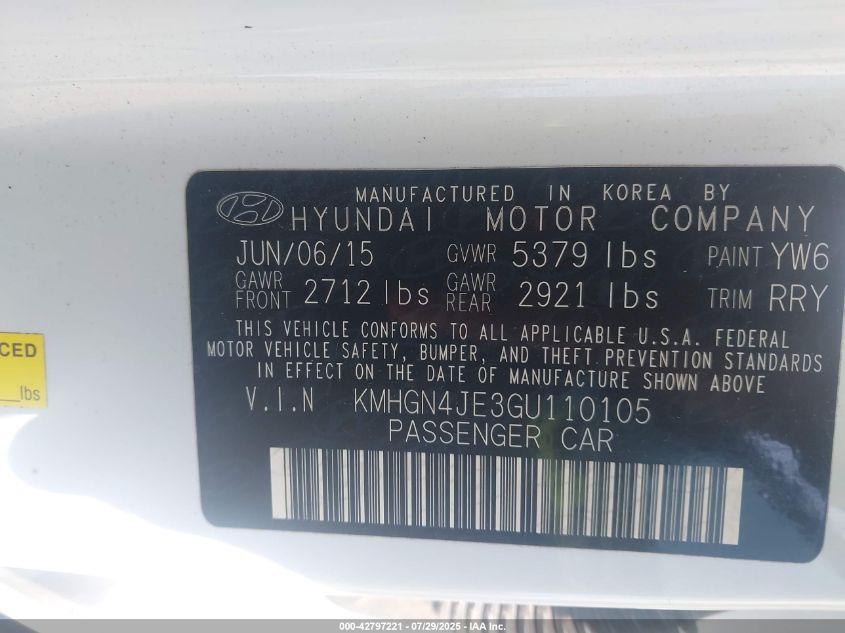 MANUFACTURED IN KOREA BY
HYUNDAI MOTOR COMPANY
JUN/06/15 GVWR 5379 lbs PAINT YW6
GAWR FRONT 2712 lbs GAWR REAR 2921 lbs TRIM RRY
THIS VEHICLE CONFORMS TO ALL APPLICABLE U.S.A. FEDERAL
MOTOR VEHICLE SAFETY, BUMPER, AND THEFT PREVENTION STANDARDS
IN EFFECT ON THE DATE OF MANUFACTURE SHOWN ABOVE
V.I.N KMHGN4JE3GU110105
PASSENGER CAR
CED
lbs
000-42797221 - 07/29/2025 - IAA Inc.